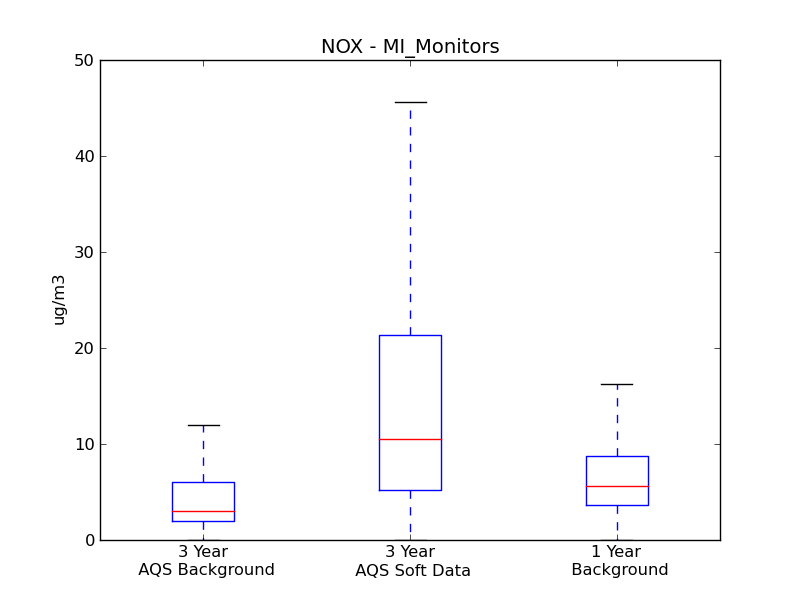 NOX - MI_Monitors
50
40
30
20
10
0
ug/m3
3 Year
AQS Background
3 Year
AQS Soft Data
1 Year
Background